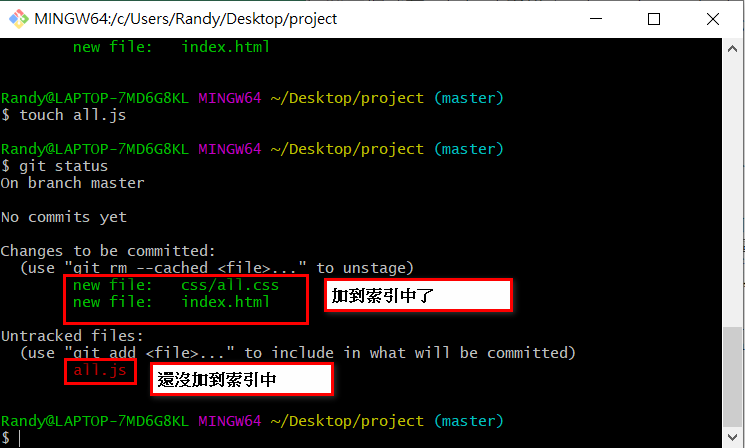 MINGW64:/c/Users/Randy/Desktop/project
new file:   index.html
Randy@LAPTOP-7MD6G8KL MINGW64 ~/Desktop/project (master)
$ touch all.js
Randy@LAPTOP-7MD6G8KL MINGW64 ~/Desktop/project (master)
$ git status
On branch master
No commits yet
Changes to be committed:
(use "git rm --cached <file>..." to unstage)
new file:   css/all.css
new file:   index.html
加到索引中了
Untracked files:
(use "git add <file>..." to include in what will be committed)
all.js
還沒加到索引中
Randy@LAPTOP-7MD6G8KL MINGW64 ~/Desktop/project (master)
$